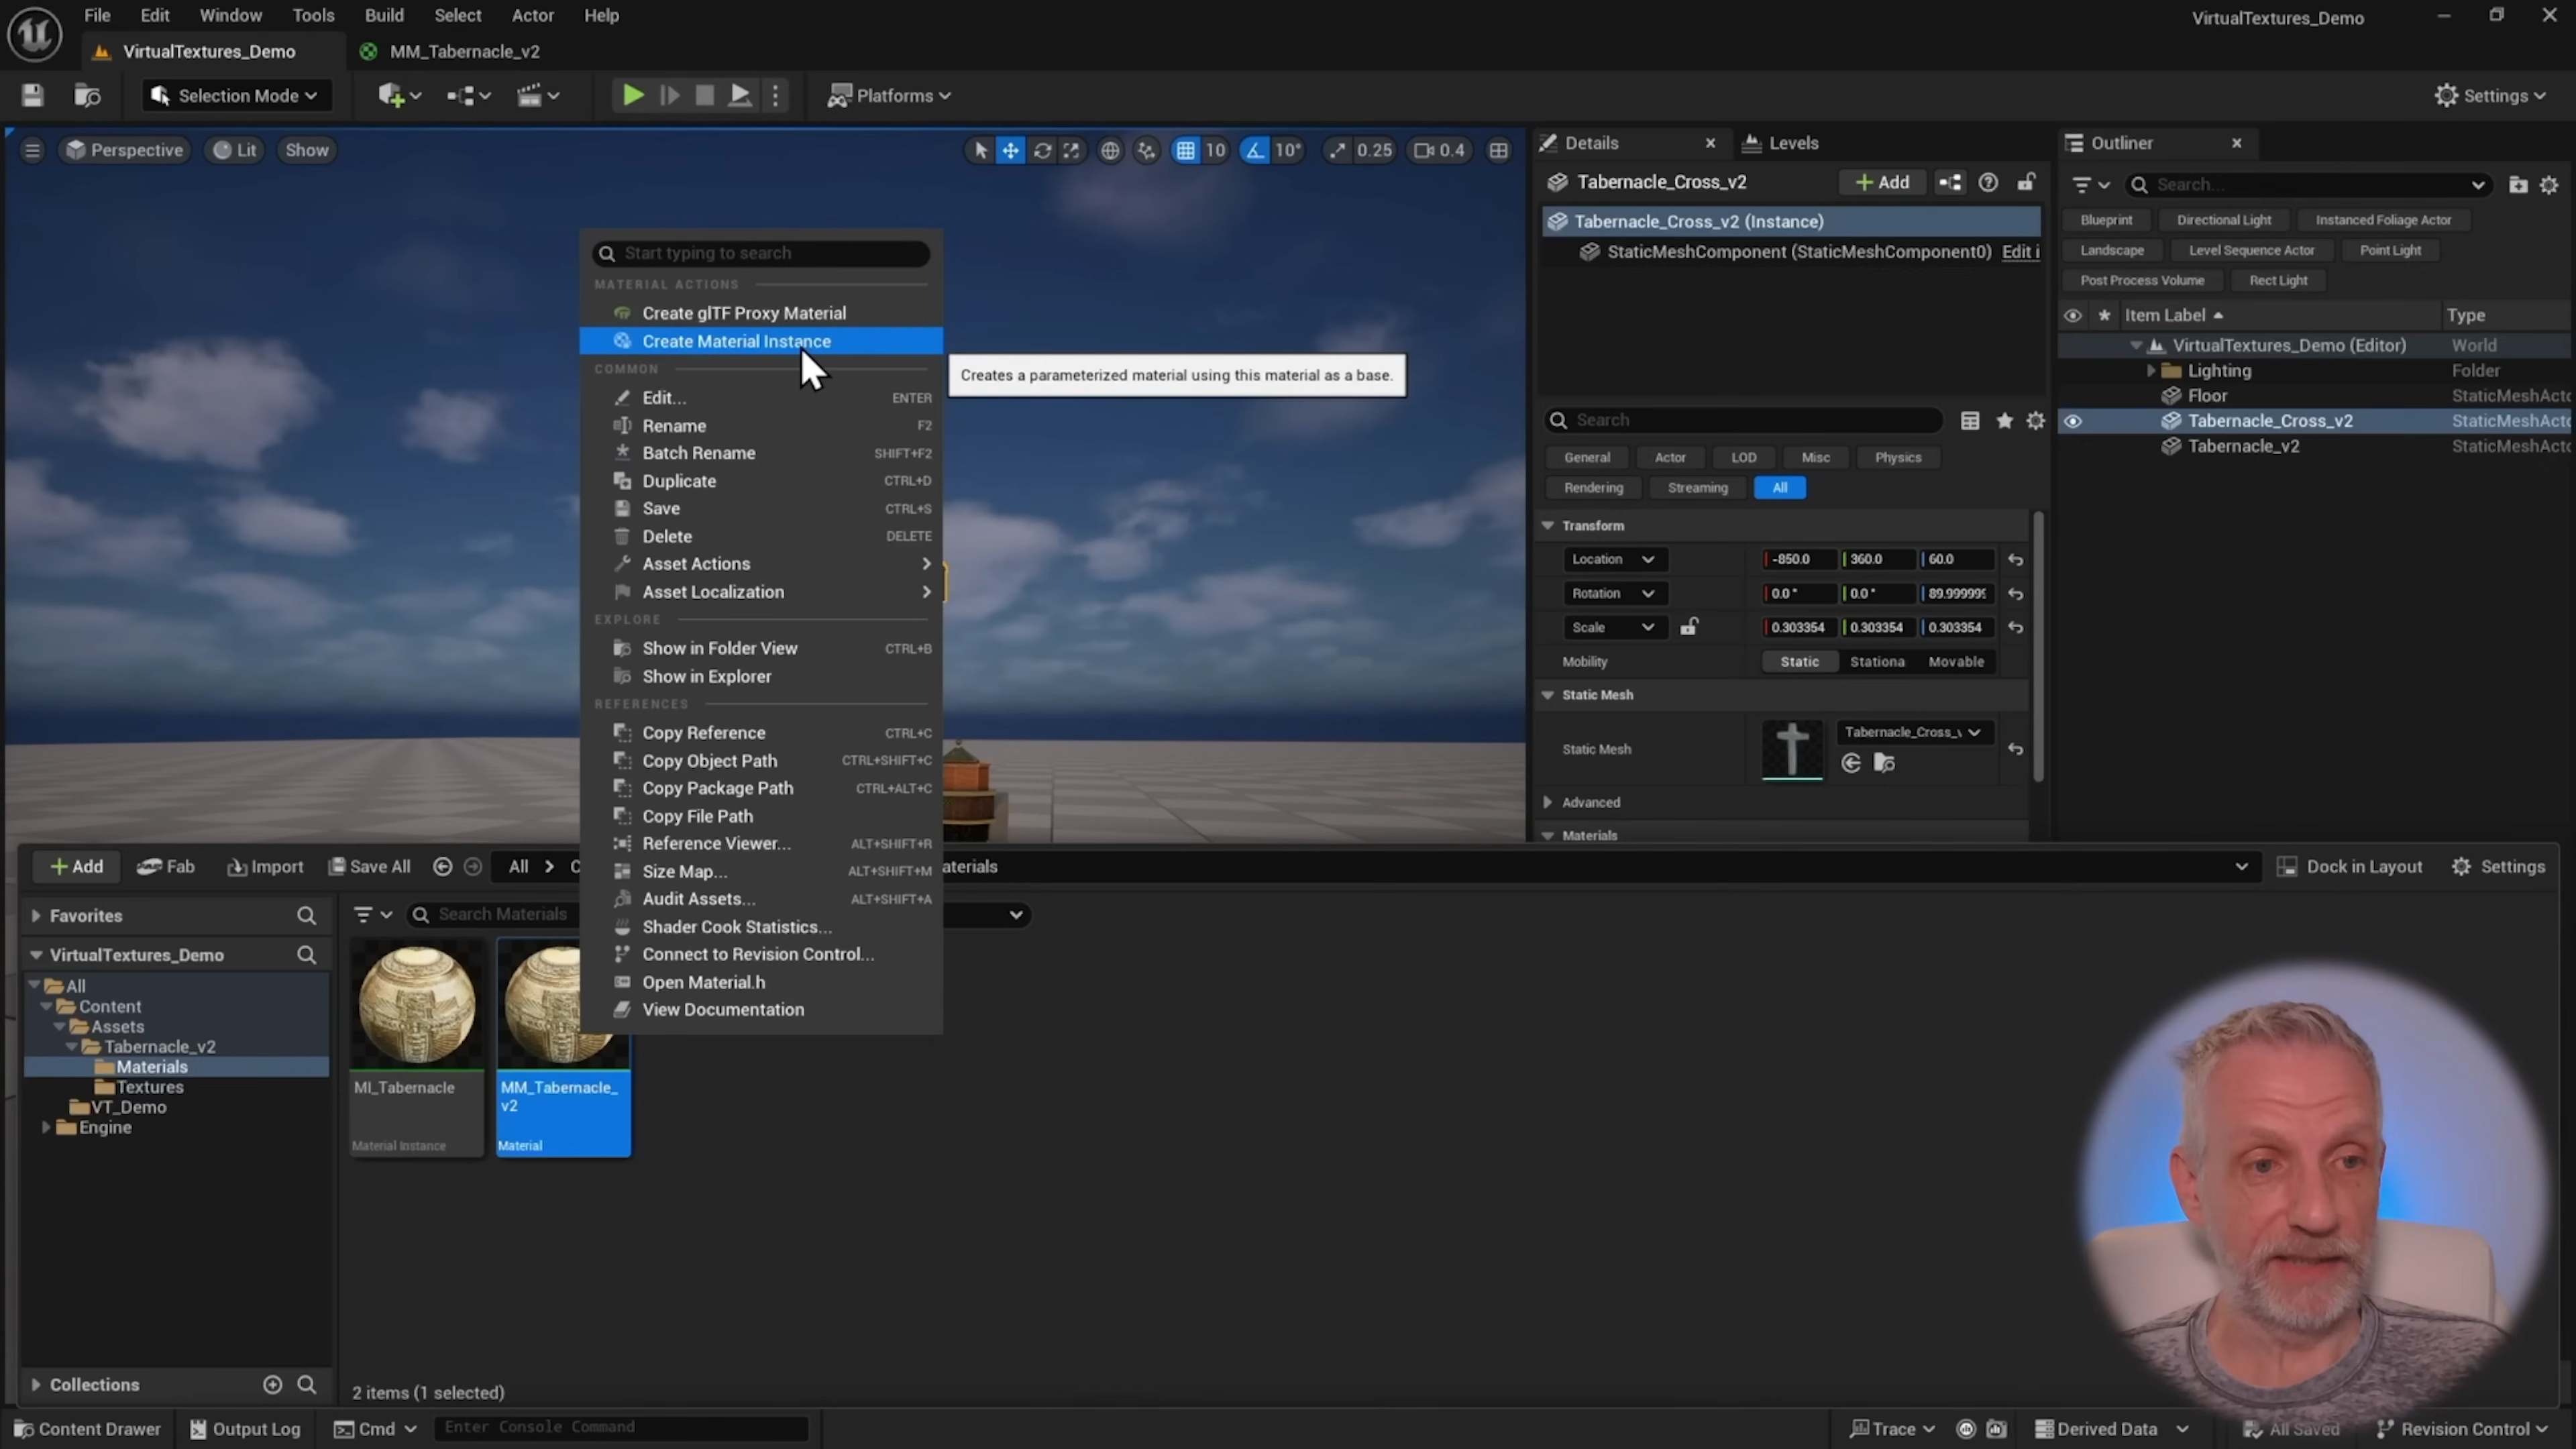 File Edit Window Tools Build Select Actor Help
VirtualTextures_Demo
VirtualTextures_Demo MM_Tabernacle_v2
Selection Mode
Platforms
Settings
Perspective Lit Show
10 10° 0.25 0.4
Details
Levels
Tabernacle_Cross_v2
Add
Tabernacle_Cross_v2 (Instance)
StaticMeshComponent (StaticMeshComponent0) Edit i
Search
General Actor LOD Misc Physics
Rendering Streaming All
Transform
Location -850.0 360.0 60.0
Rotation 0.0 ° 0.0 ° 89.999999
Scale 0.303354 0.303354 0.303354
Mobility Static Stationa Movable
Static Mesh
Static Mesh Tabernacle_Cross_v
Advanced
Materials
Outliner
Search...
Blueprint Directional Light Instanced Foliage Actor
Landscape Level Sequence Actor Point Light
Post Process Volume Rect Light
Item Label Type
VirtualTextures_Demo (Editor) World
Lighting Folder
Floor StaticMeshActo
Tabernacle_Cross_v2 StaticMeshActo
Tabernacle_v2 StaticMeshActo
Start typing to search
MATERIAL ACTIONS
Create glTF Proxy Material
Create Material Instance
Creates a parameterized material using this material as a base.
COMMON
Edit... ENTER
Rename F2
Batch Rename SHIFT+F2
Duplicate CTRL+D
Save CTRL+S
Delete DELETE
Asset Actions
Asset Localization
EXPLORE
Show in Folder View CTRL+B
Show in Explorer
REFERENCES
Copy Reference CTRL+C
Copy Object Path CTRL+SHIFT+C
Copy Package Path CTRL+ALT+C
Copy File Path
Reference Viewer... ALT+SHIFT+R
Size Map... ALT+SHIFT+M
Audit Assets... ALT+SHIFT+A
Shader Cook Statistics...
Connect to Revision Control...
Open Material.h
View Documentation
Add Fab Import Save All All C aterials Dock in Layout Settings
Favorites
Search Materials
VirtualTextures_Demo
All
Content
Assets
Tabernacle_v2
Materials
Textures
VT_Demo
Engine
MI_Tabernacle
Material Instance
MM_Tabernacle_
v2
Material
Collections
2 items (1 selected)
Content Drawer Output Log Cmd Enter Console Command Trace Derived Data All Saved Revision Control